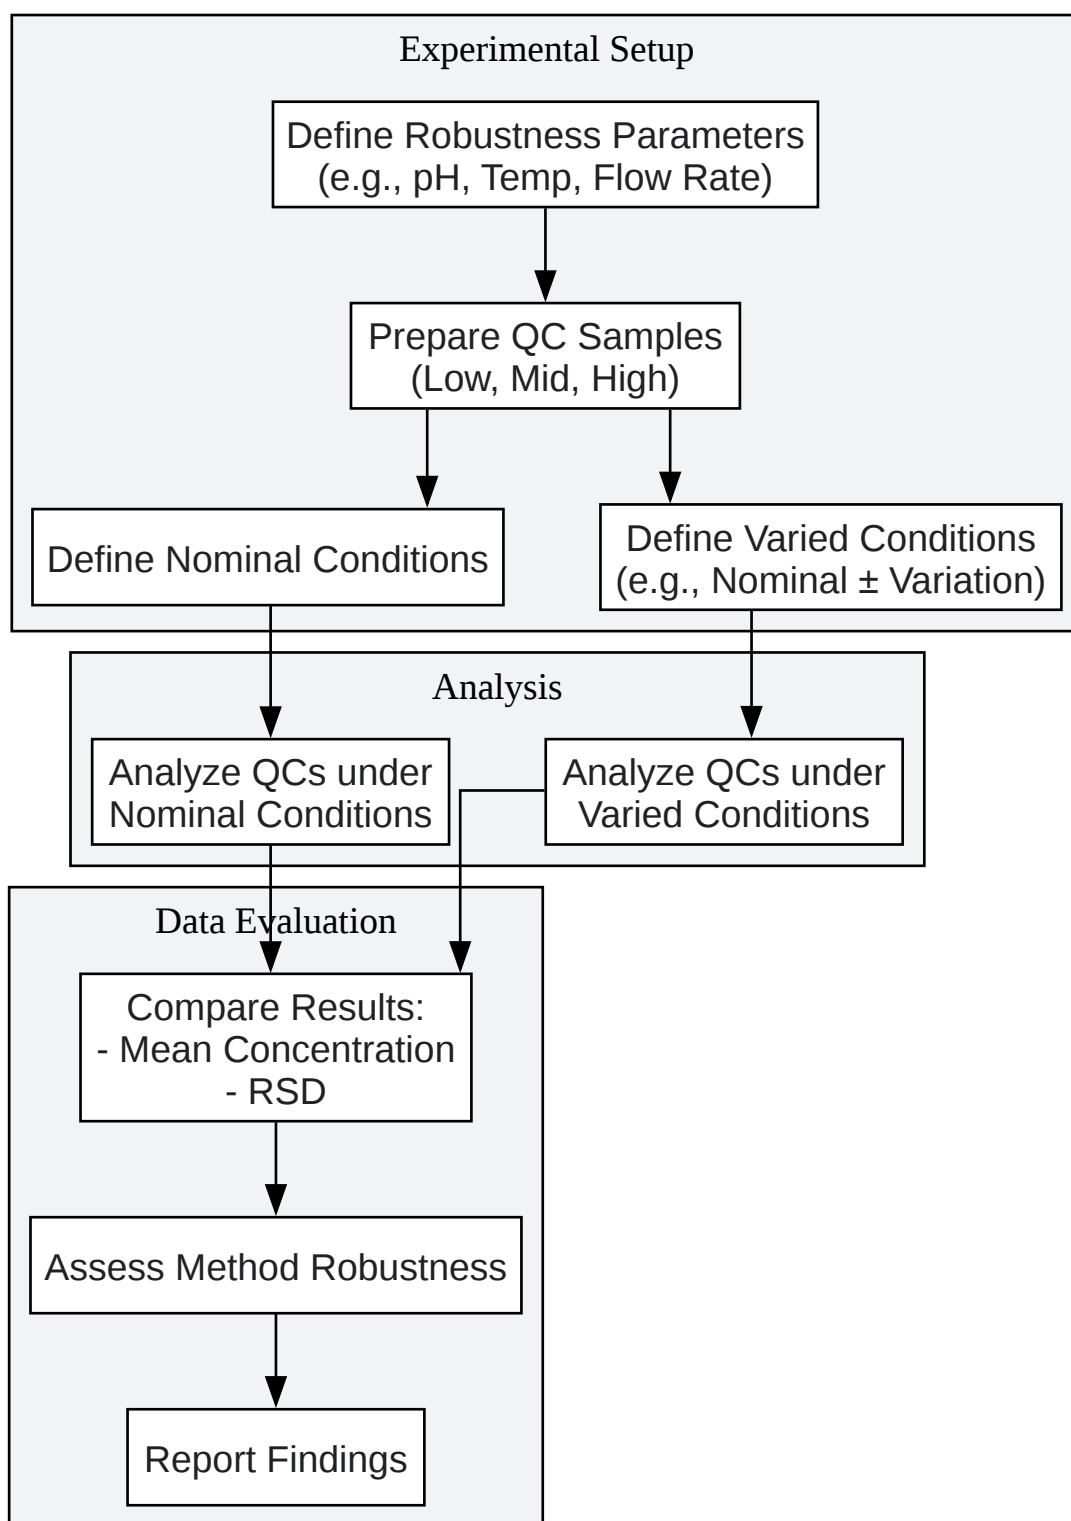 Experimental Setup
Define Robustness Parameters
(e.g., pH, Temp, Flow Rate)
Prepare QC Samples
(Low, Mid, High)
Define Nominal Conditions
Define Varied Conditions
(e.g., Nominal ± Variation)
Analysis
Analyze QCs under
Nominal Conditions
Analyze QCs under
Varied Conditions
Data Evaluation
Compare Results:
- Mean Concentration
- RSD
Assess Method Robustness
Report Findings